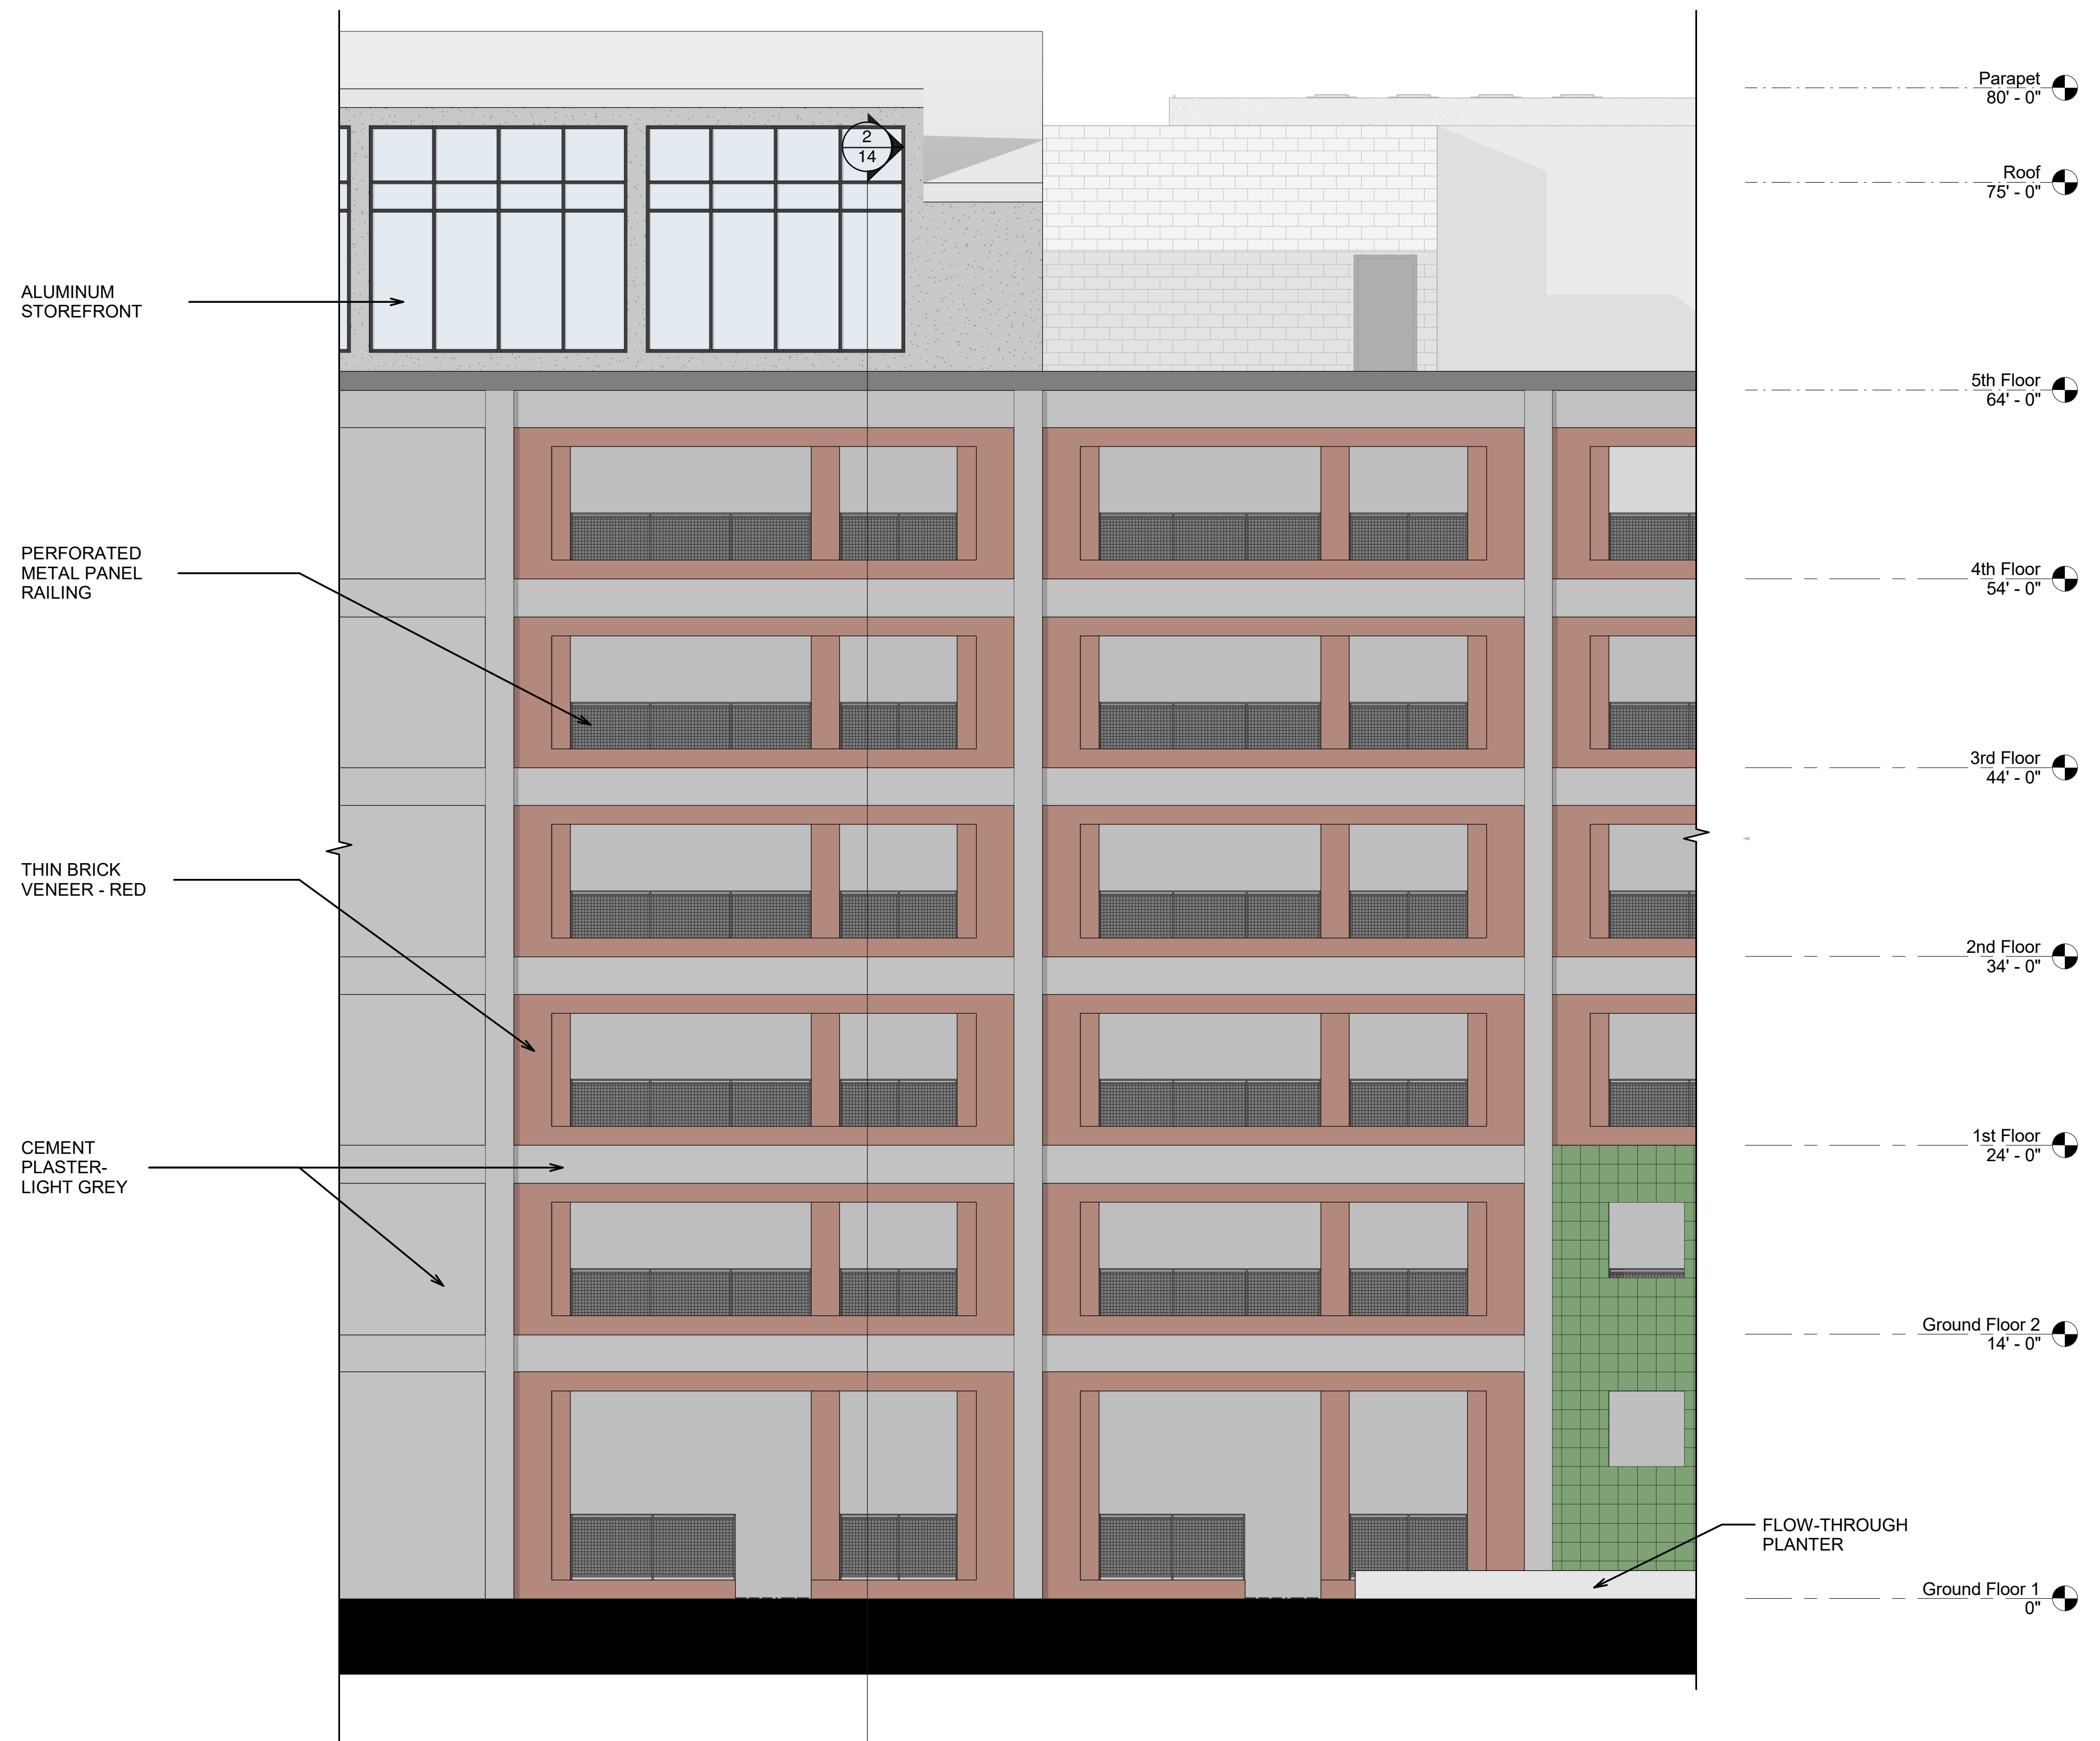 Parapet
80' - 0"
2
14
Roof
75' - 0"
ALUMINUM
STOREFRONT
5th Floor
64' - 0"
PERFORATED
METAL PANEL
RAILING
4th Floor
54' - 0"
3rd Floor
44' - 0"
THIN BRICK
VENEER - RED
2nd Floor
34' - 0"
CEMENT
PLASTER-
LIGHT GREY
1st Floor
24' - 0"
Ground Floor 2
14' - 0"
FLOW-THROUGH
PLANTER
Ground Floor 1
0"